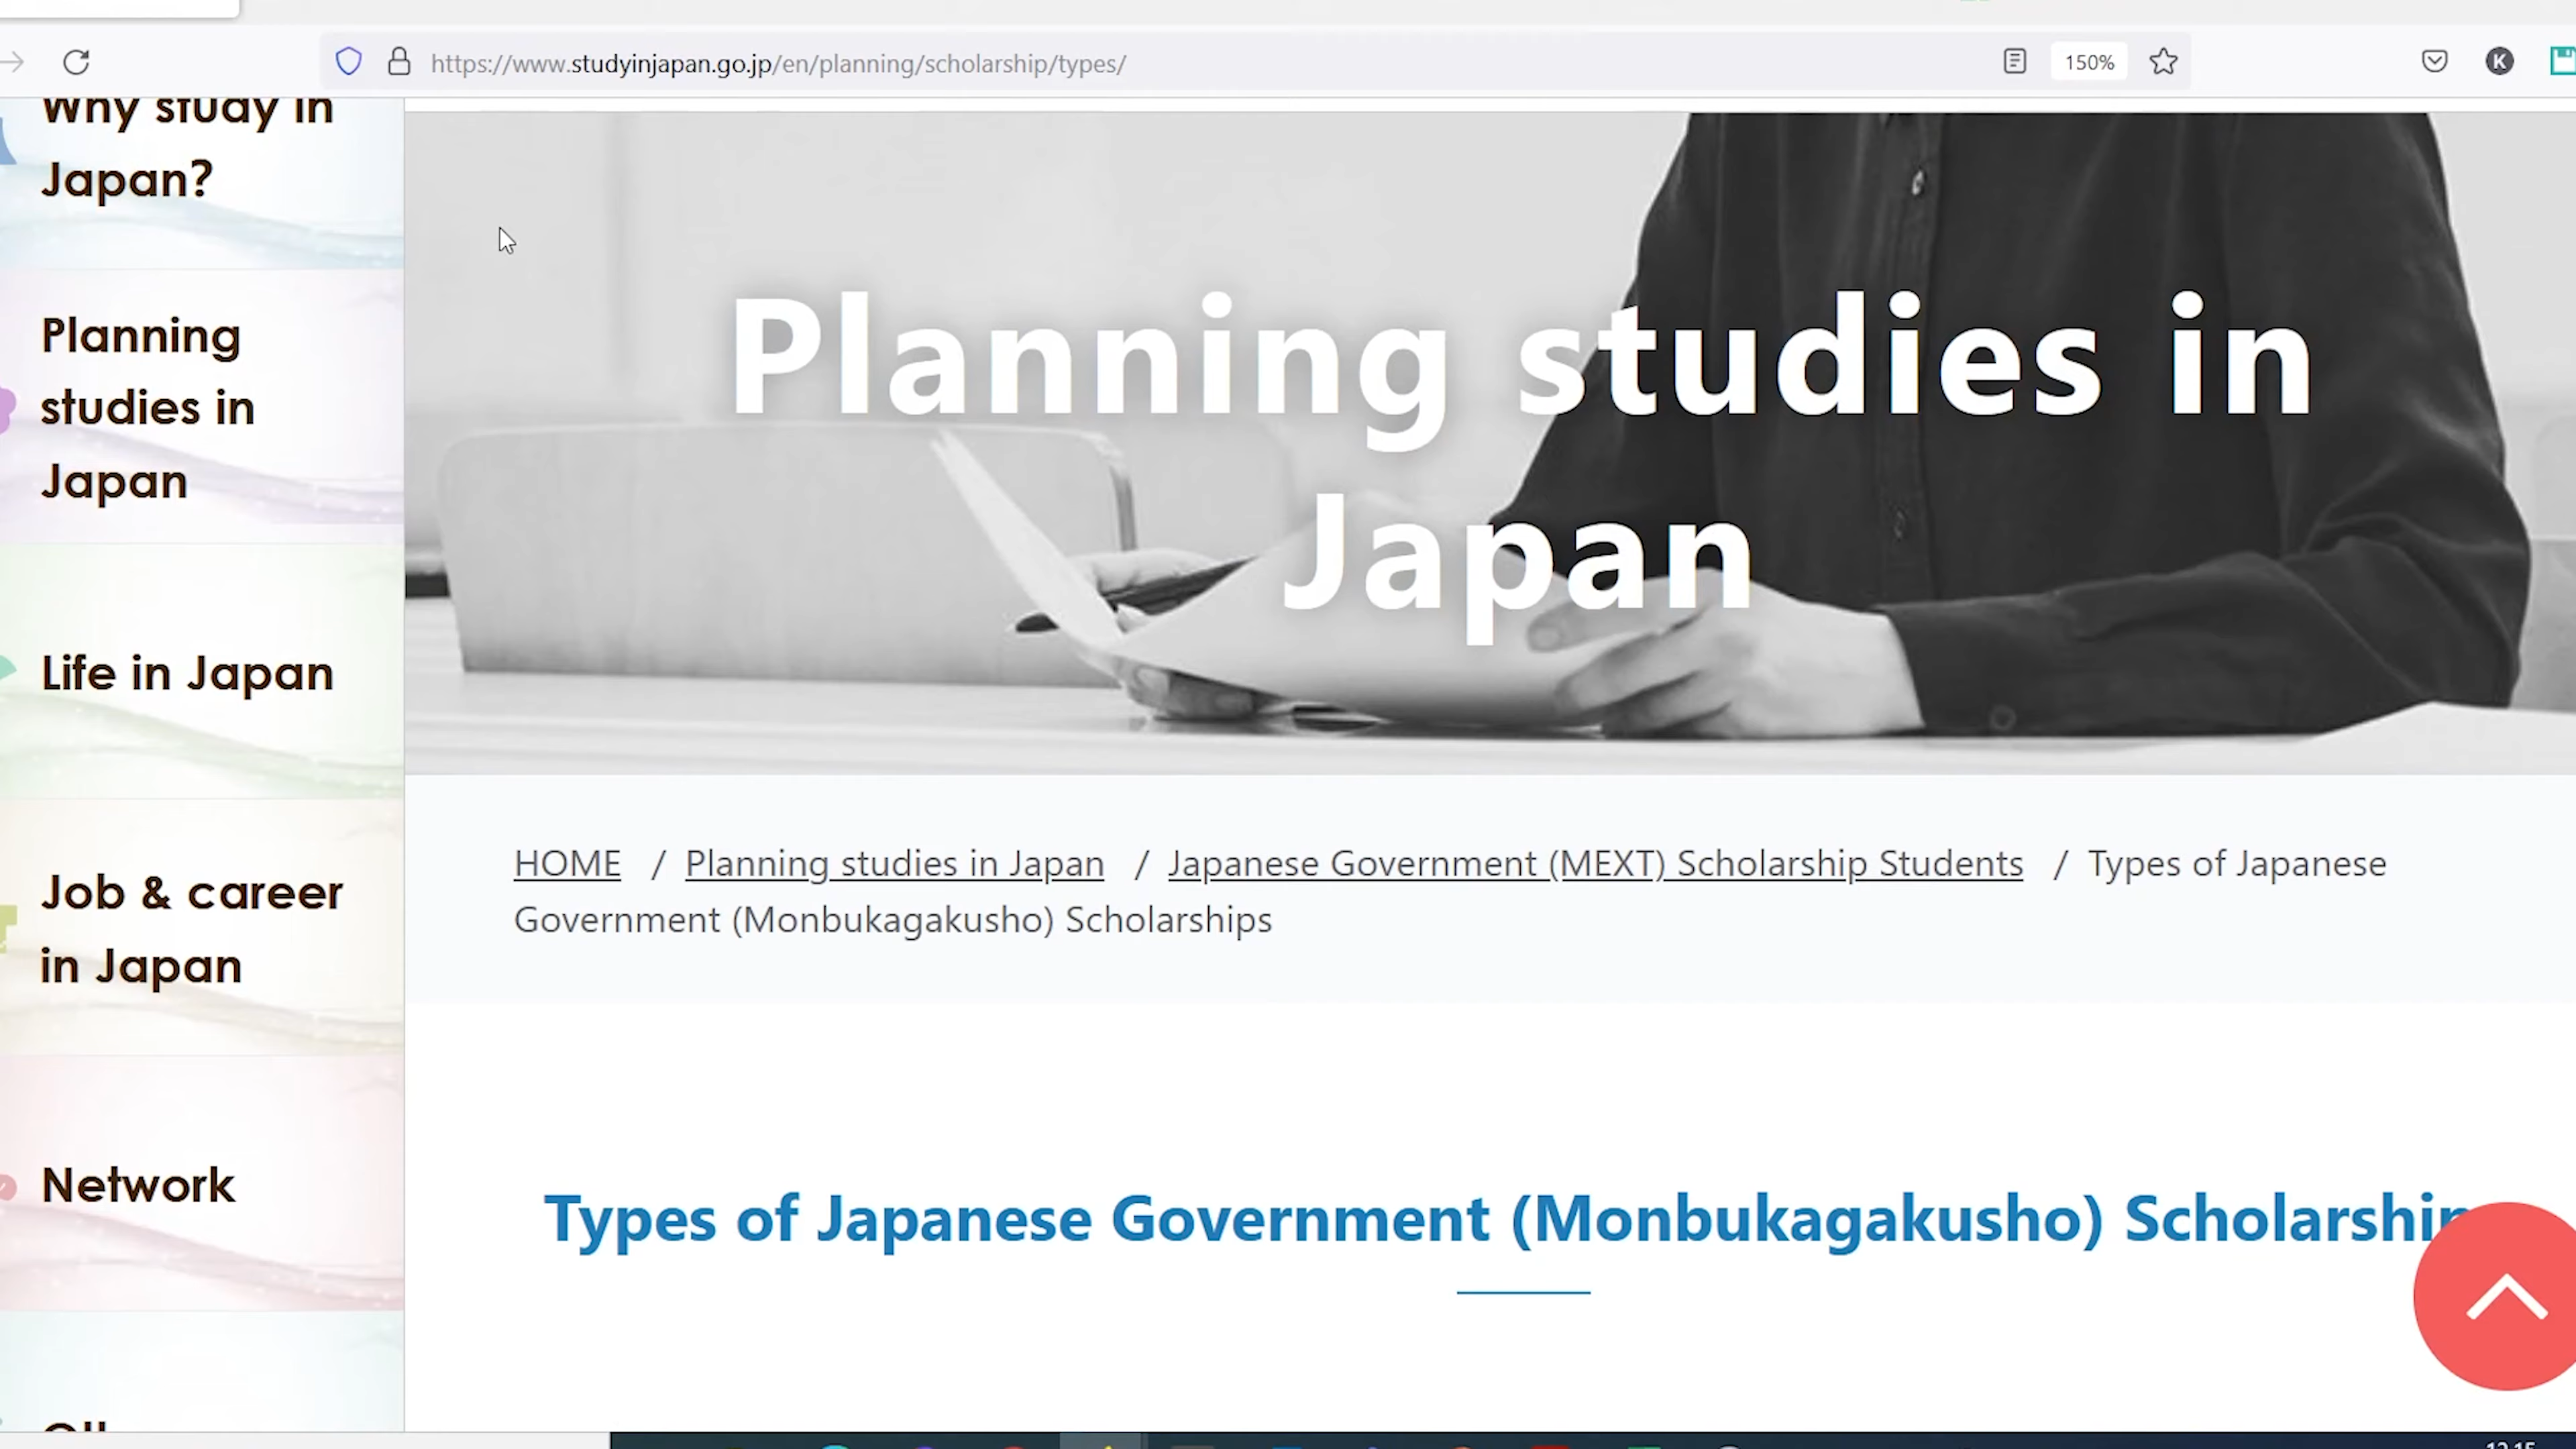 https://www.studyinjapan.go.jp/en/planning/scholarship/types/
150%
K
Why study in
Japan?
Planning
studies in
Japan
Life in Japan
Job & career
in Japan
Network
Planning studies in
Japan
HOME / Planning studies in Japan / Japanese Government (MEXT) Scholarship Students / Types of Japanese
Government (Monbukagakusho) Scholarships
Types of Japanese Government (Monbukagakusho) Scholarship